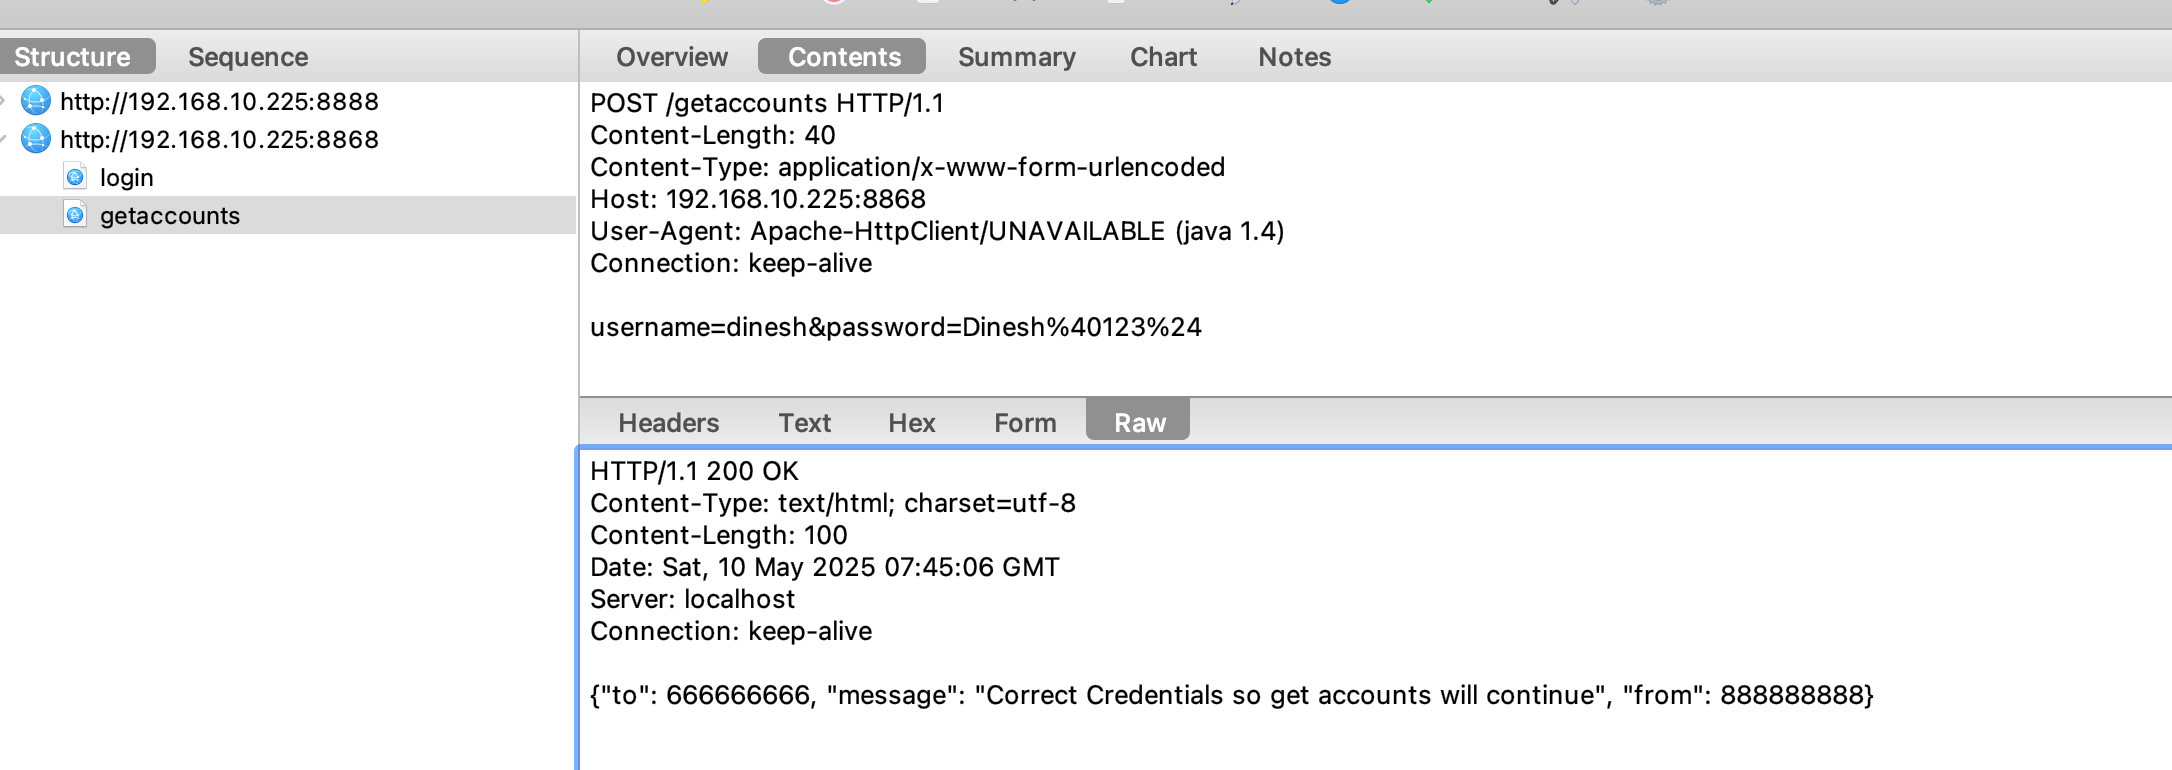 Structure Sequence
http://192.168.10.225:8888
http://192.168.10.225:8868
login
getaccounts
Overview Contents Summary Chart Notes
POST /getaccounts HTTP/1.1
Content-Length: 40
Content-Type: application/x-www-form-urlencoded
Host: 192.168.10.225:8868
User-Agent: Apache-HttpClient/UNAVAILABLE (java 1.4)
Connection: keep-alive
username=dinesh&password=Dinesh%40123%24
Headers Text Hex Form Raw
HTTP/1.1 200 OK
Content-Type: text/html; charset=utf-8
Content-Length: 100
Date: Sat, 10 May 2025 07:45:06 GMT
Server: localhost
Connection: keep-alive
{"to": 666666666, "message": "Correct Credentials so get accounts will continue", "from": 888888888}